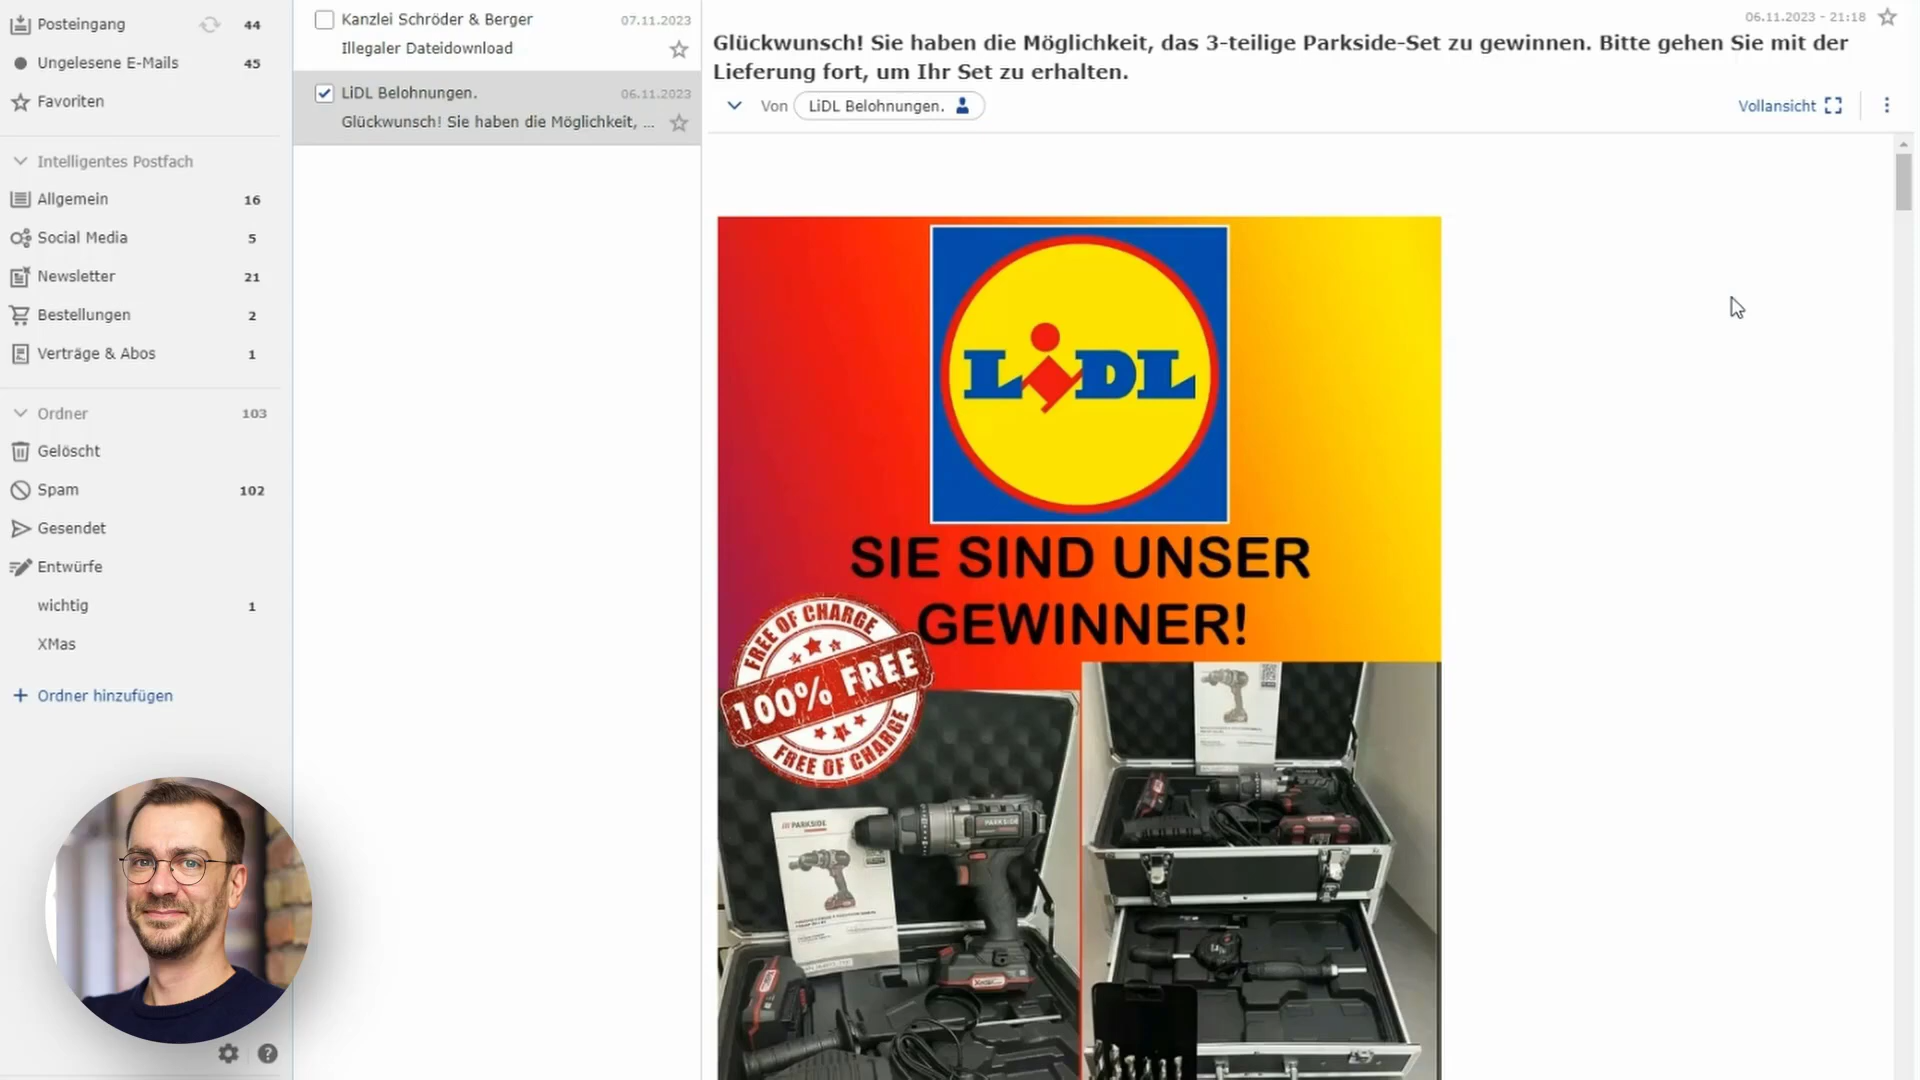 Posteingang 44
Ungelesene E-Mails 45
Favoriten
Intelligentes Postfach
Allgemein 16
Social Media 5
Newsletter 21
Bestellungen 2
Verträge & Abos 1
Ordner 103
Gelöscht
Spam 102
Gesendet
Entwürfe
wichtig 1
XMas
+ Ordner hinzufügen
Kanzlei Schröder & Berger 07.11.2023
Illegaler Dateidownload
LiDL Belohnungen. 06.11.2023
Glückwunsch! Sie haben die Möglichkeit, ...
06.11.2023 - 21:18
Glückwunsch! Sie haben die Möglichkeit, das 3-teilige Parkside-Set zu gewinnen. Bitte gehen Sie mit der
Lieferung fort, um Ihr Set zu erhalten.
Von LiDL Belohnungen.
Vollansicht
LiDL
SIE SIND UNSER
GEWINNER!
FREE OF CHARGE
100% FREE
FREE OF CHARGE
PARKSIDE
PARKSIDE